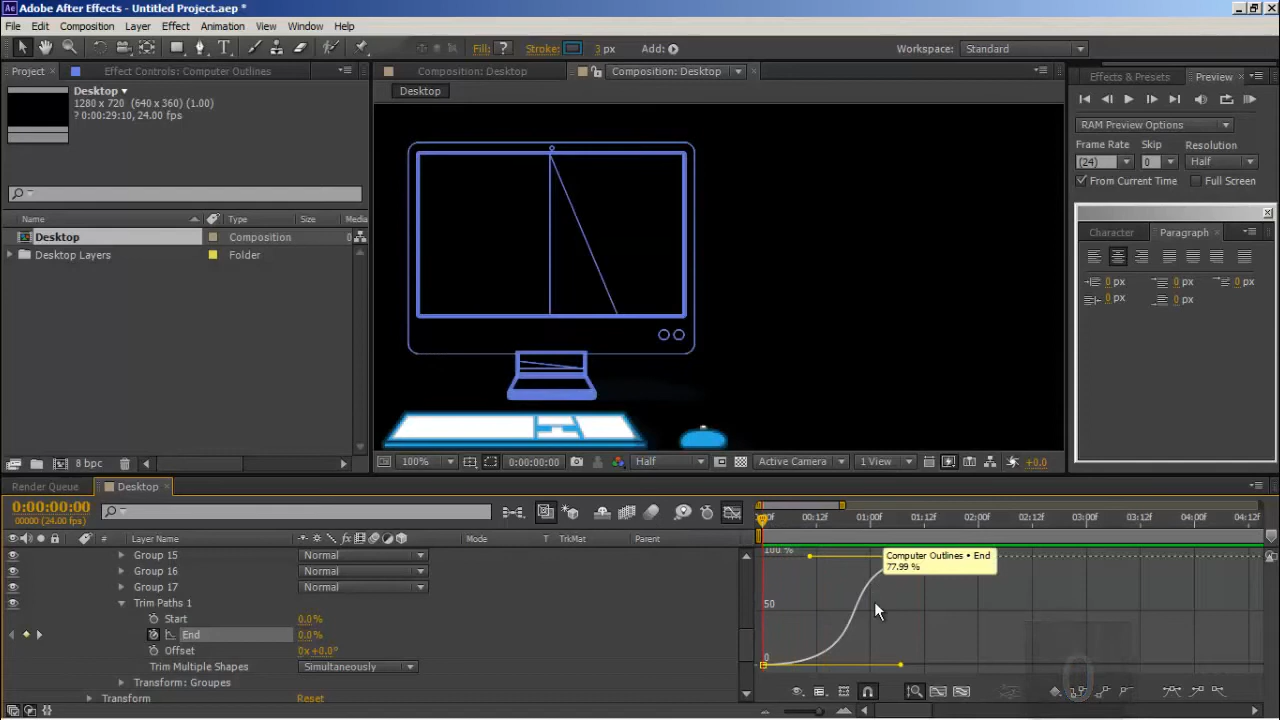 Adobe After Effects - Untitled Project.aep *
File Edit Composition Layer Effect Animation View Window Help
Fill: ? Stroke: 3 px Add: Workspace: Standard
Project Effect Controls: Computer Outlines Composition: Desktop Composition: Desktop Effects & Presets Preview
Desktop
1280 x 720 (640 x 360) (1.00)
? 0:00:29:10, 24.00 fps
Desktop
RAM Preview Options
Frame Rate Skip Resolution
(24) 0 Half
From Current Time Full Screen
Name Type Size Media
Desktop Composition 0
Desktop Layers Folder
Character Paragraph
0 px 0 px 0 px
0 px 0 px
8 bpc
100% 0:00:00:00 Half Active Camera 1 View +0.0
Render Queue Desktop
0:00:00:00
00000 (24.00 fps)
00:12f 01:00f 01:12f 02:00f 02:12f 03:00f 03:12f 04:00f 04:12f
Layer Name Mode T TrkMat Parent
Group 15 Normal
Group 16 Normal
Group 17 Normal
Trim Paths 1
Start 0.0%
End 0.0%
Offset 0x+0.0°
Trim Multiple Shapes Simultaneously
Transform: Groupes
Transform Reset
100 %
Computer Outlines • End
77.99 %
50
0